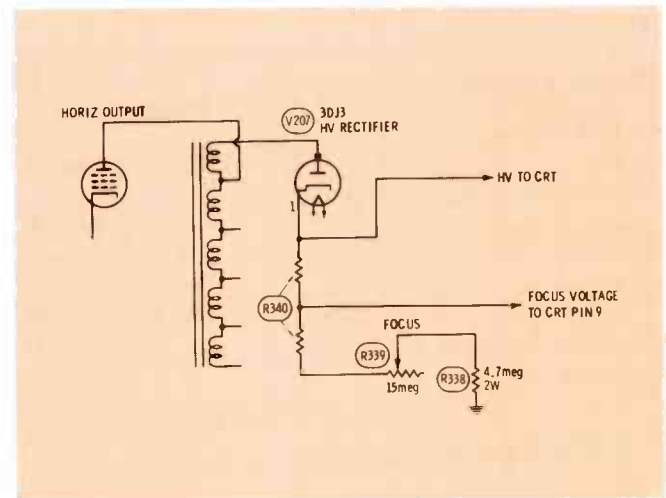 HORIZ OUTPUT
V207
3DJ3
HV RECTIFIER
1
HV TO CRT
R340
FOCUS VOLTAGE
TO CRT PIN 9
FOCUS
R339
15meg
R338
4.7meg
2W